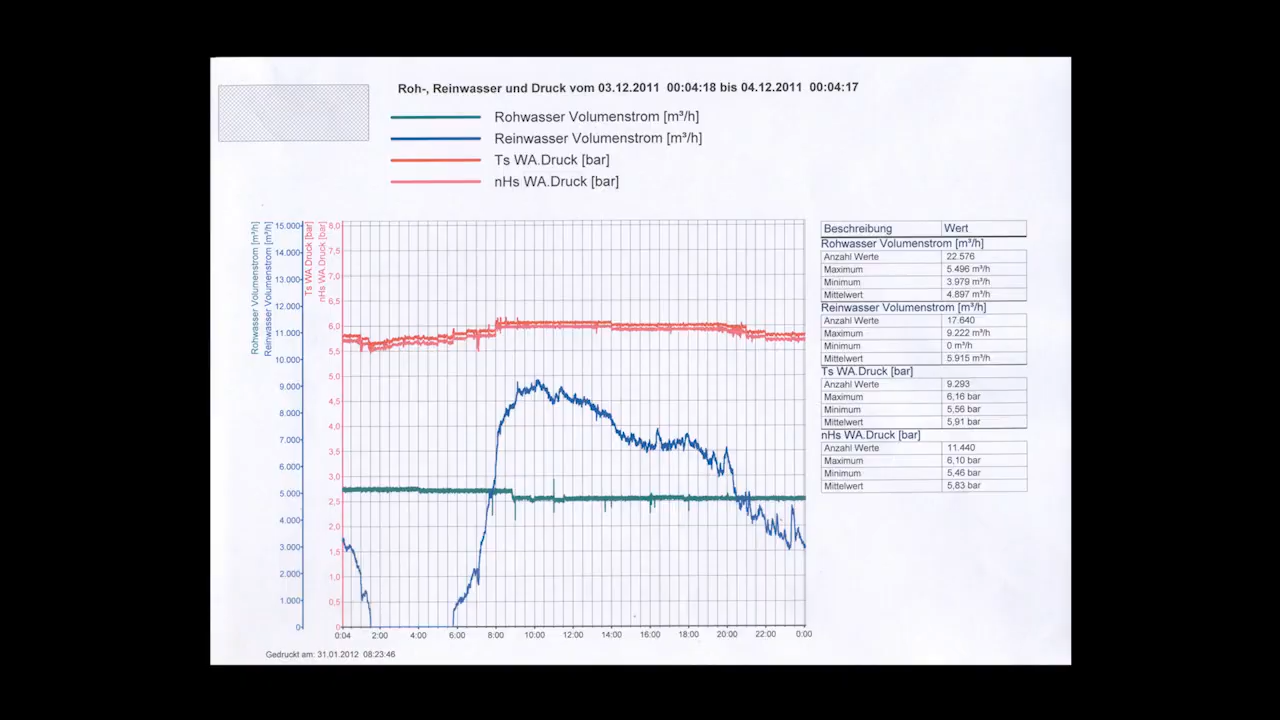 Roh-, Reinwasser und Druck vom 03.12.2011 00:04:18 bis 04.12.2011 00:04:17
Rohwasser Volumenstrom [m³/h]
Reinwasser Volumenstrom [m³/h]
Ts WA.Druck [bar]
nHs WA.Druck [bar]
Rohwasser Volumenstrom [m³/h]
Reinwasser Volumenstrom [m³/h]
15.000
14.000
13.000
12.000
11.000
10.000
9.000
8.000
7.000
6.000
5.000
4.000
3.000
2.000
1.000
0
Ts WA.Druck [bar]
nHs WA.Druck [bar]
8,0
7,5
7,0
6,5
6,0
5,5
5,0
4,5
4,0
3,5
3,0
2,5
2,0
1,5
1,0
0,5
0
0:04 2:00 4:00 6:00 8:00 10:00 12:00 14:00 16:00 18:00 20:00 22:00 0:00
Beschreibung Wert
Rohwasser Volumenstrom [m³/h]
Anzahl Werte 22.576
Maximum 5.496 m³/h
Minimum 3.979 m³/h
Mittelwert 4.897 m³/h
Reinwasser Volumenstrom [m³/h]
Anzahl Werte 17.640
Maximum 9.222 m³/h
Minimum 0 m³/h
Mittelwert 5.915 m³/h
Ts WA.Druck [bar]
Anzahl Werte 9.293
Maximum 6,16 bar
Minimum 5,56 bar
Mittelwert 5,91 bar
nHs WA.Druck [bar]
Anzahl Werte 11.440
Maximum 6,10 bar
Minimum 5,46 bar
Mittelwert 5,83 bar
Gedruckt am: 31.01.2012 08:23:46